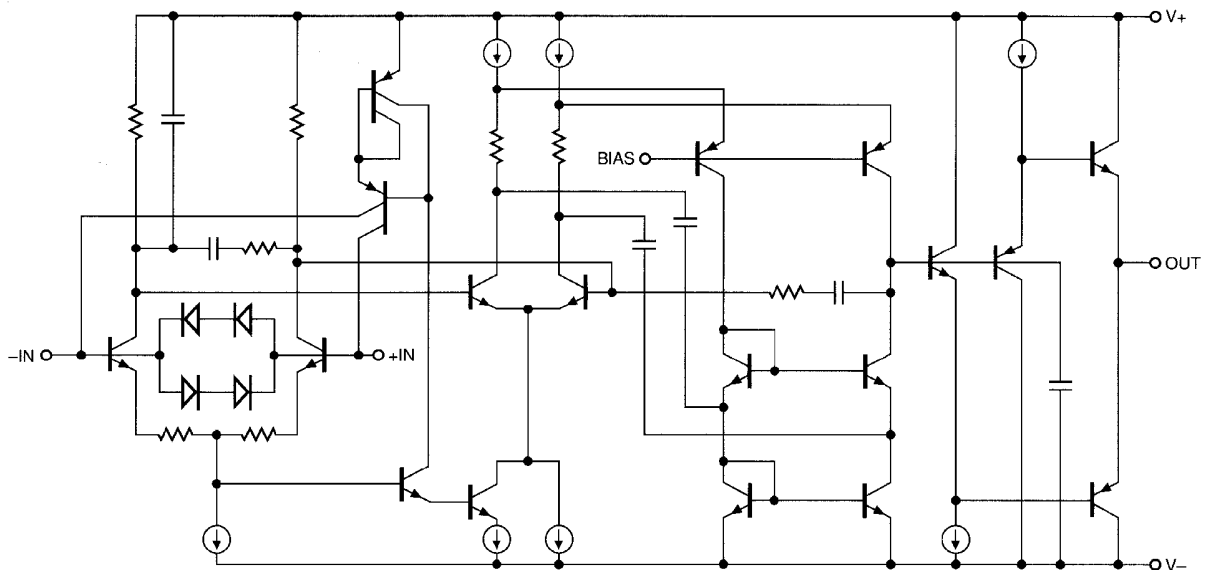 V+
BIAS
OUT
–IN
+IN
V–